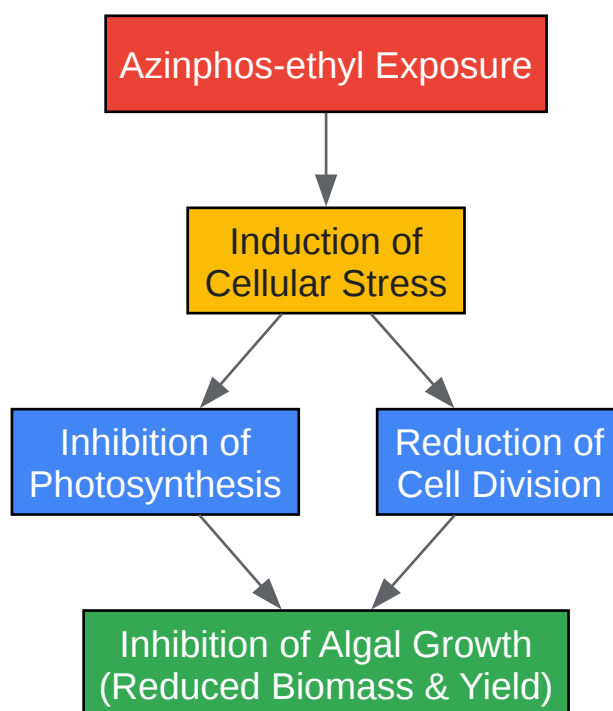 Azinphos-ethyl Exposure
Induction of
Cellular Stress
Inhibition of
Photosynthesis
Reduction of
Cell Division
Inhibition of Algal Growth
(Reduced Biomass & Yield)